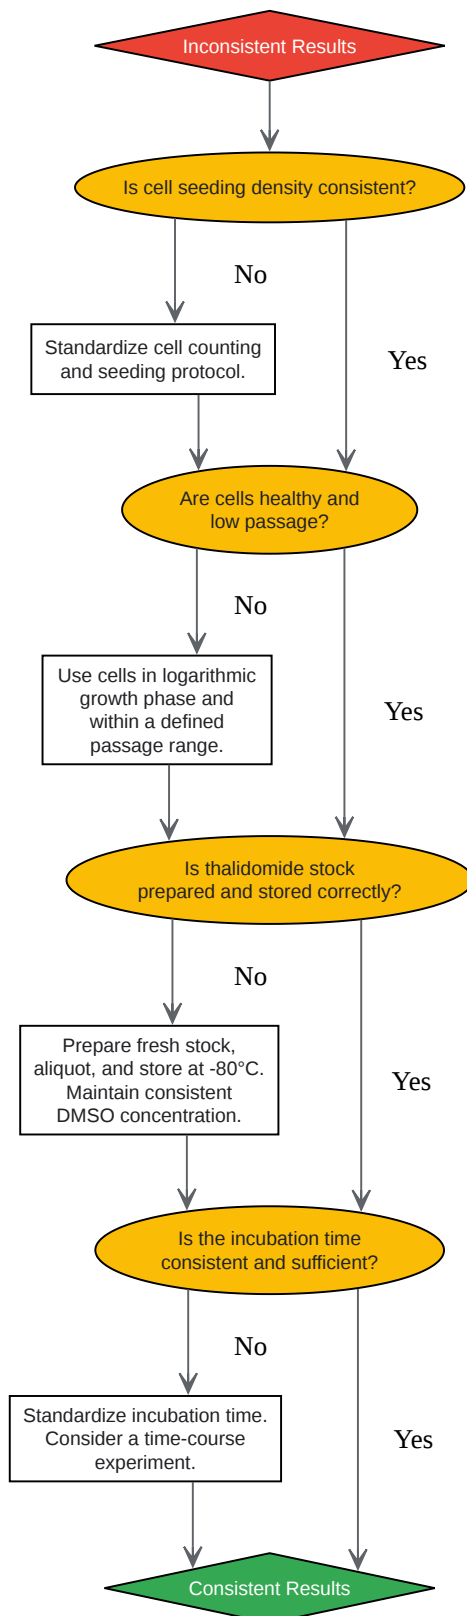 Inconsistent Results
Is cell seeding density consistent?
No
Standardize cell counting
and seeding protocol.
Yes
Are cells healthy and
low passage?
No
Use cells in logarithmic
growth phase and
within a defined
passage range.
Yes
Is thalidomide stock
prepared and stored correctly?
No
Prepare fresh stock,
aliquot, and store at -80°C.
Maintain consistent
DMSO concentration.
Yes
Is the incubation time
consistent and sufficient?
No
Standardize incubation time.
Consider a time-course
experiment.
Yes
Consistent Results